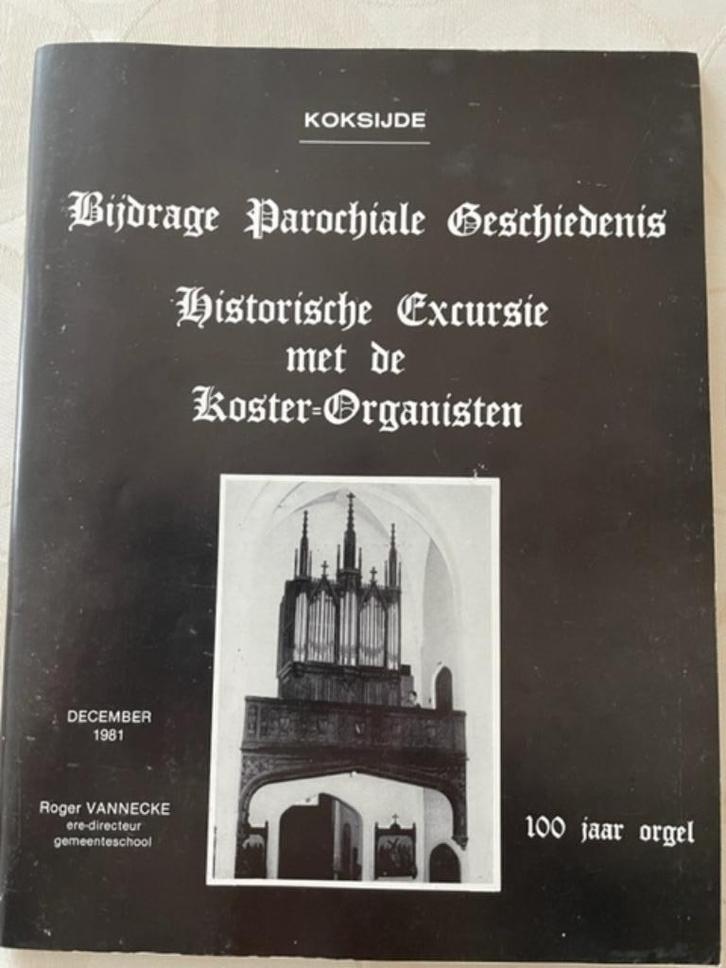 KOKSIJDE
Bijdrage Parochiale Geschiedenis
Historische Excursie
met de
Koster=Organisten
DECEMBER
1981
Roger VANNECKE
ere-directeur
gemeenteschool
100 jaar orgel